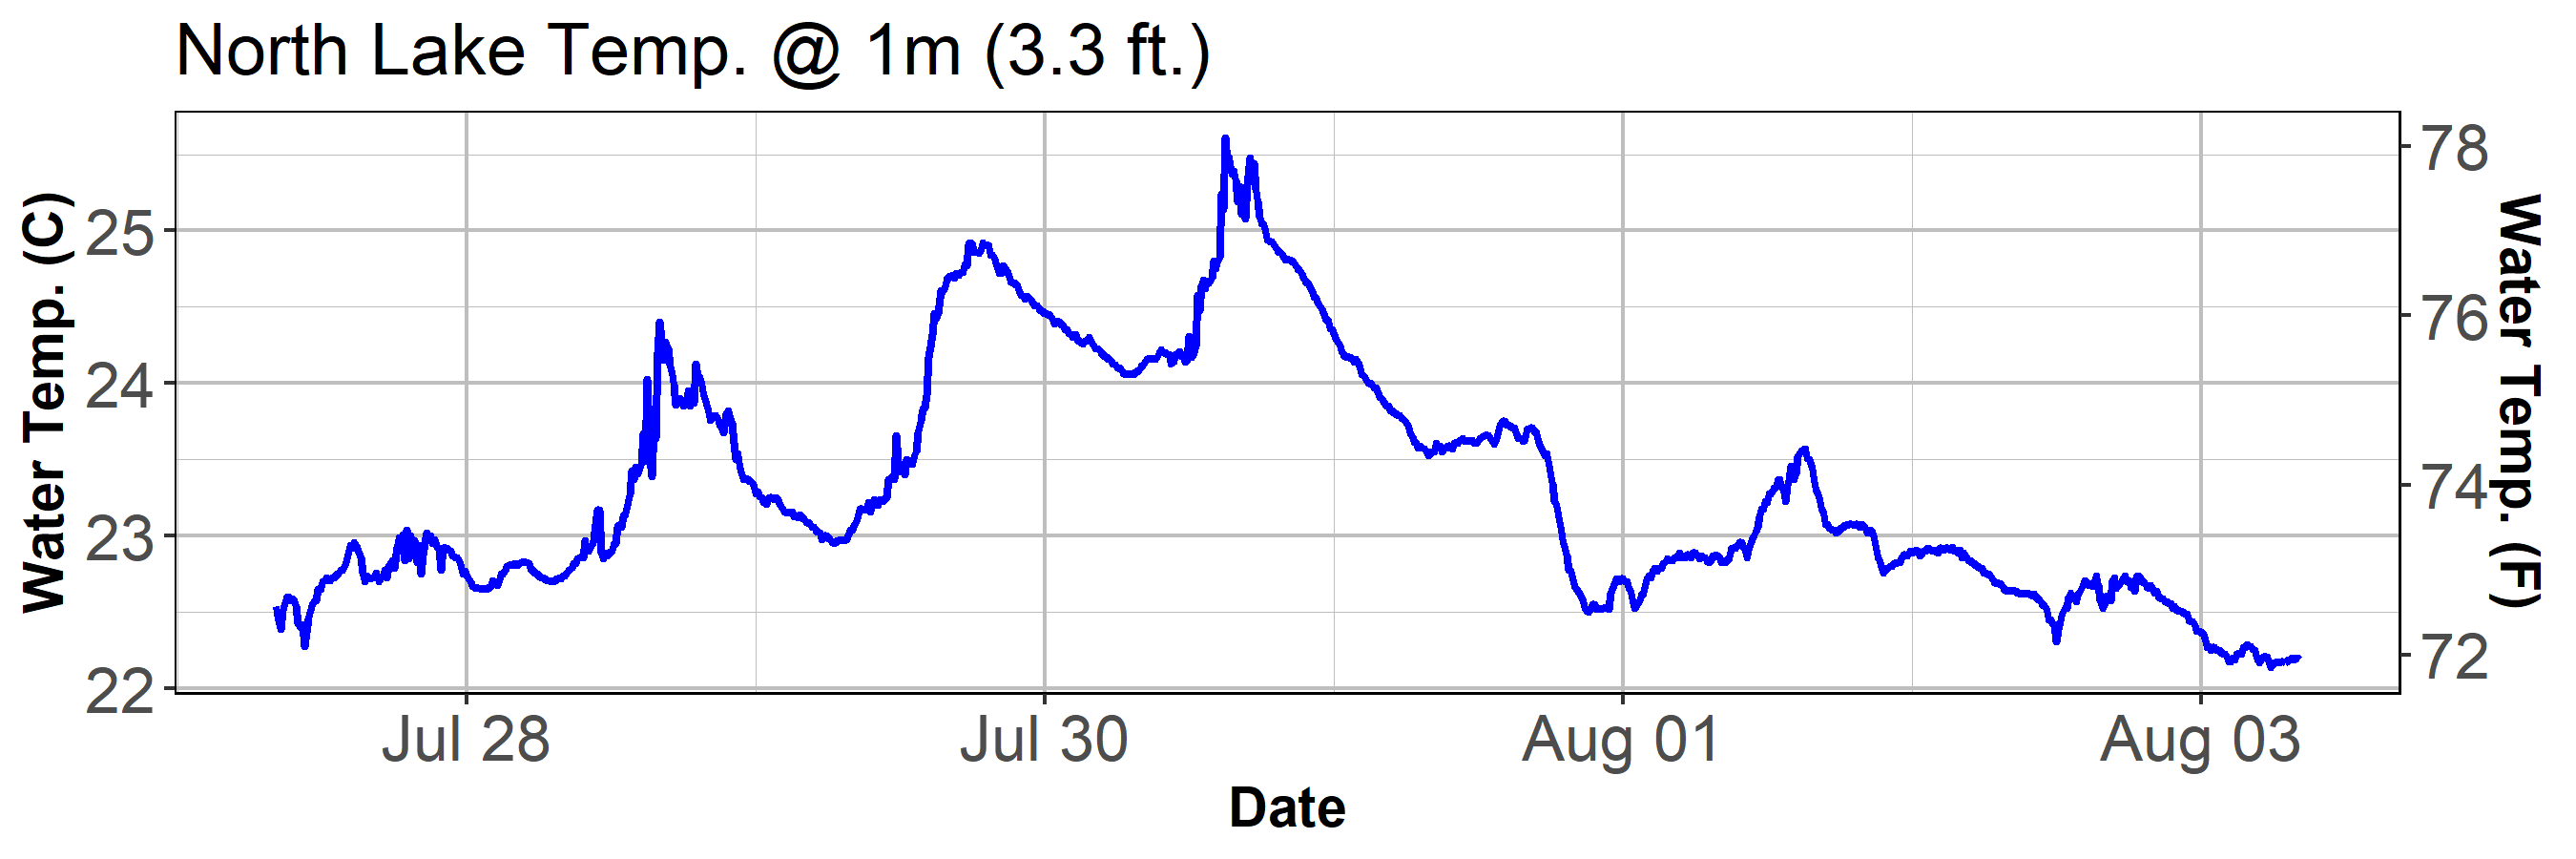 North Lake Temp. @ 1m (3.3 ft.)
Water Temp. (C)
25
24
23
22
78
76
74
72
Water Temp. (F)
Jul 28
Jul 30
Aug 01
Aug 03
Date